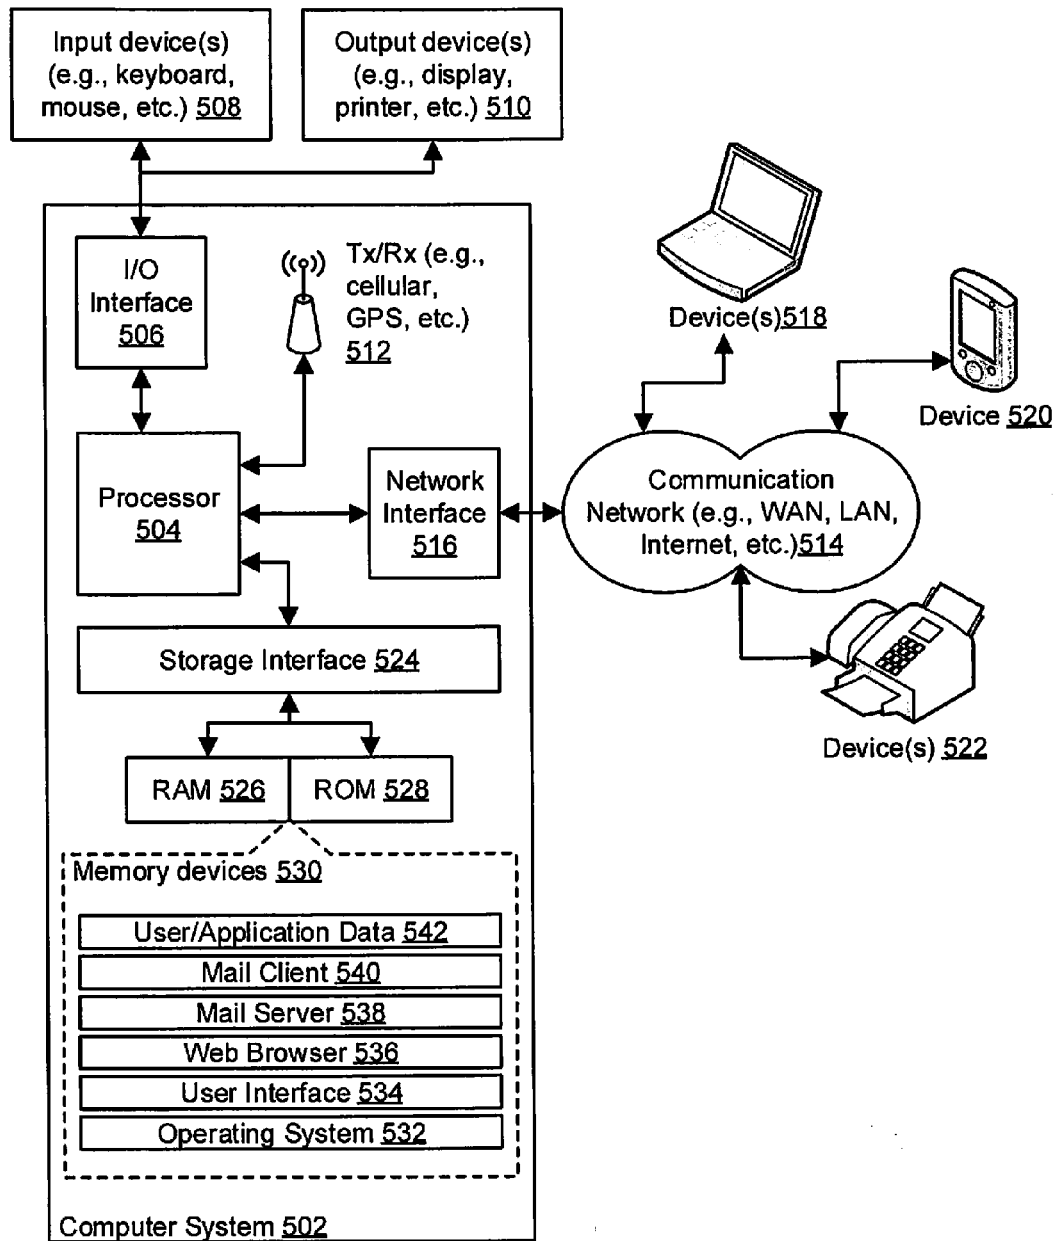 Input device(s)
(e.g., keyboard,
mouse, etc.) 508
Output device(s)
(e.g., display,
printer, etc.) 510
I/O
Interface
506
Tx/Rx (e.g.,
cellular,
GPS, etc.)
512
Device(s)518
Device 520
Processor
504
Network
Interface
516
Communication
Network (e.g., WAN, LAN,
Internet, etc.)514
Storage Interface 524
Device(s) 522
RAM 526
ROM 528
Memory devices 530
User/Application Data 542
Mail Client 540
Mail Server 538
Web Browser 536
User Interface 534
Operating System 532
Computer System 502